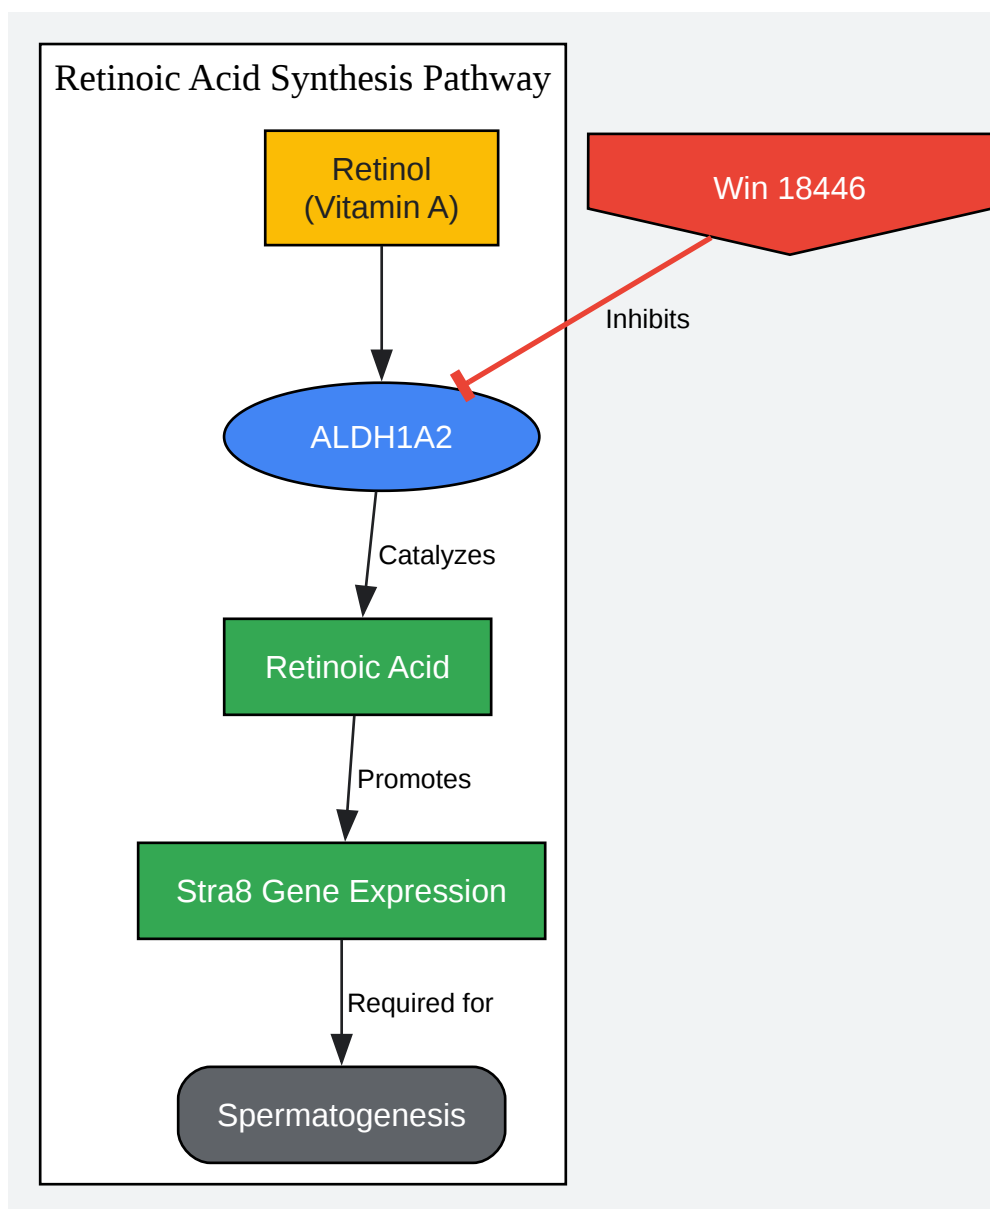 Retinoic Acid Synthesis Pathway
Retinol
(Vitamin A)
Win 18446
Inhibits
ALDH1A2
Catalyzes
Retinoic Acid
Promotes
Stra8 Gene Expression
Required for
Spermatogenesis